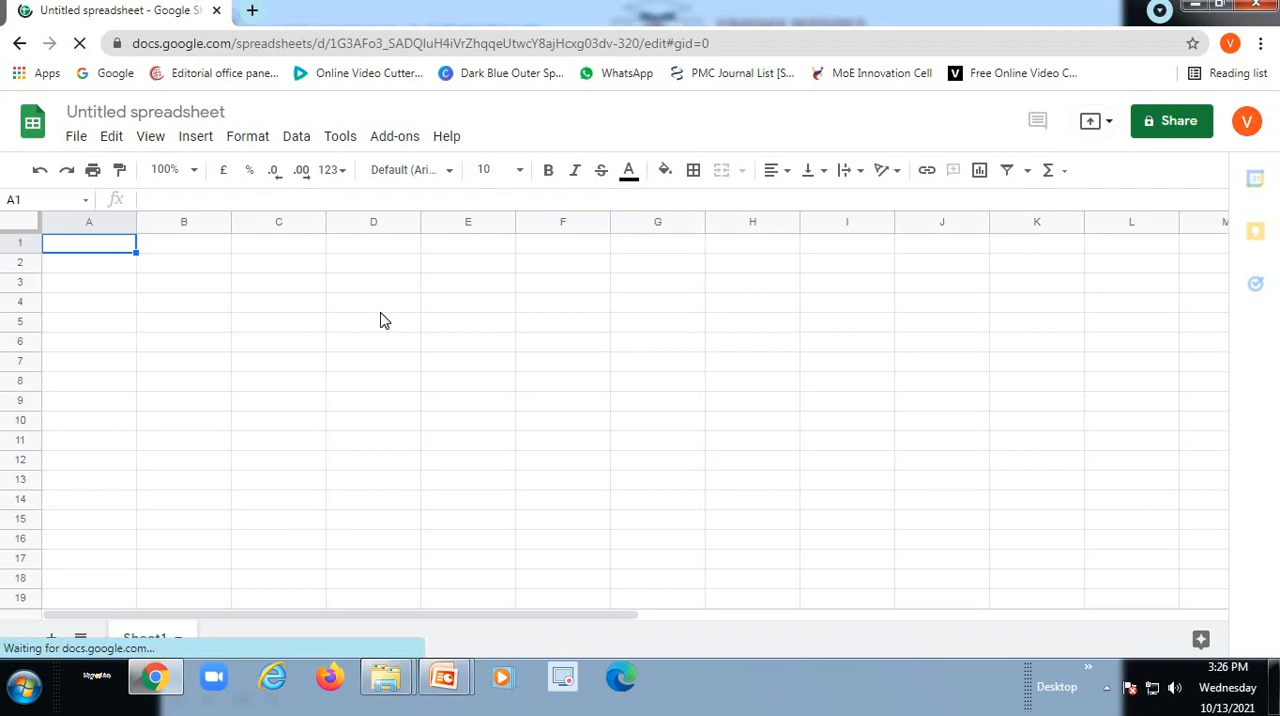 Untitled spreadsheet - Google Sh
docs.google.com/spreadsheets/d/1G3AFo3_SADQIuH4iVrZhqqeUtwcY8ajHcxg03dv-320/edit#gid=0
V
Apps
Google
Editorial office pane...
Online Video Cutter...
Dark Blue Outer Sp...
WhatsApp
PMC Journal List [S...
MoE Innovation Cell
V
Free Online Video C...
Reading list
Untitled spreadsheet
File Edit View Insert Format Data Tools Add-ons Help
Share
V
100% £ % .0 .00 123 Default (Ari... 10 B I S A Σ
A1 fx
A B C D E F G H I J K L M
1
2
3
4
5
6
7
8
9
10
11
12
13
14
15
16
17
18
19
Sheet1
Waiting for docs.google.com...
Desktop
3:26 PM
Wednesday
10/13/2021